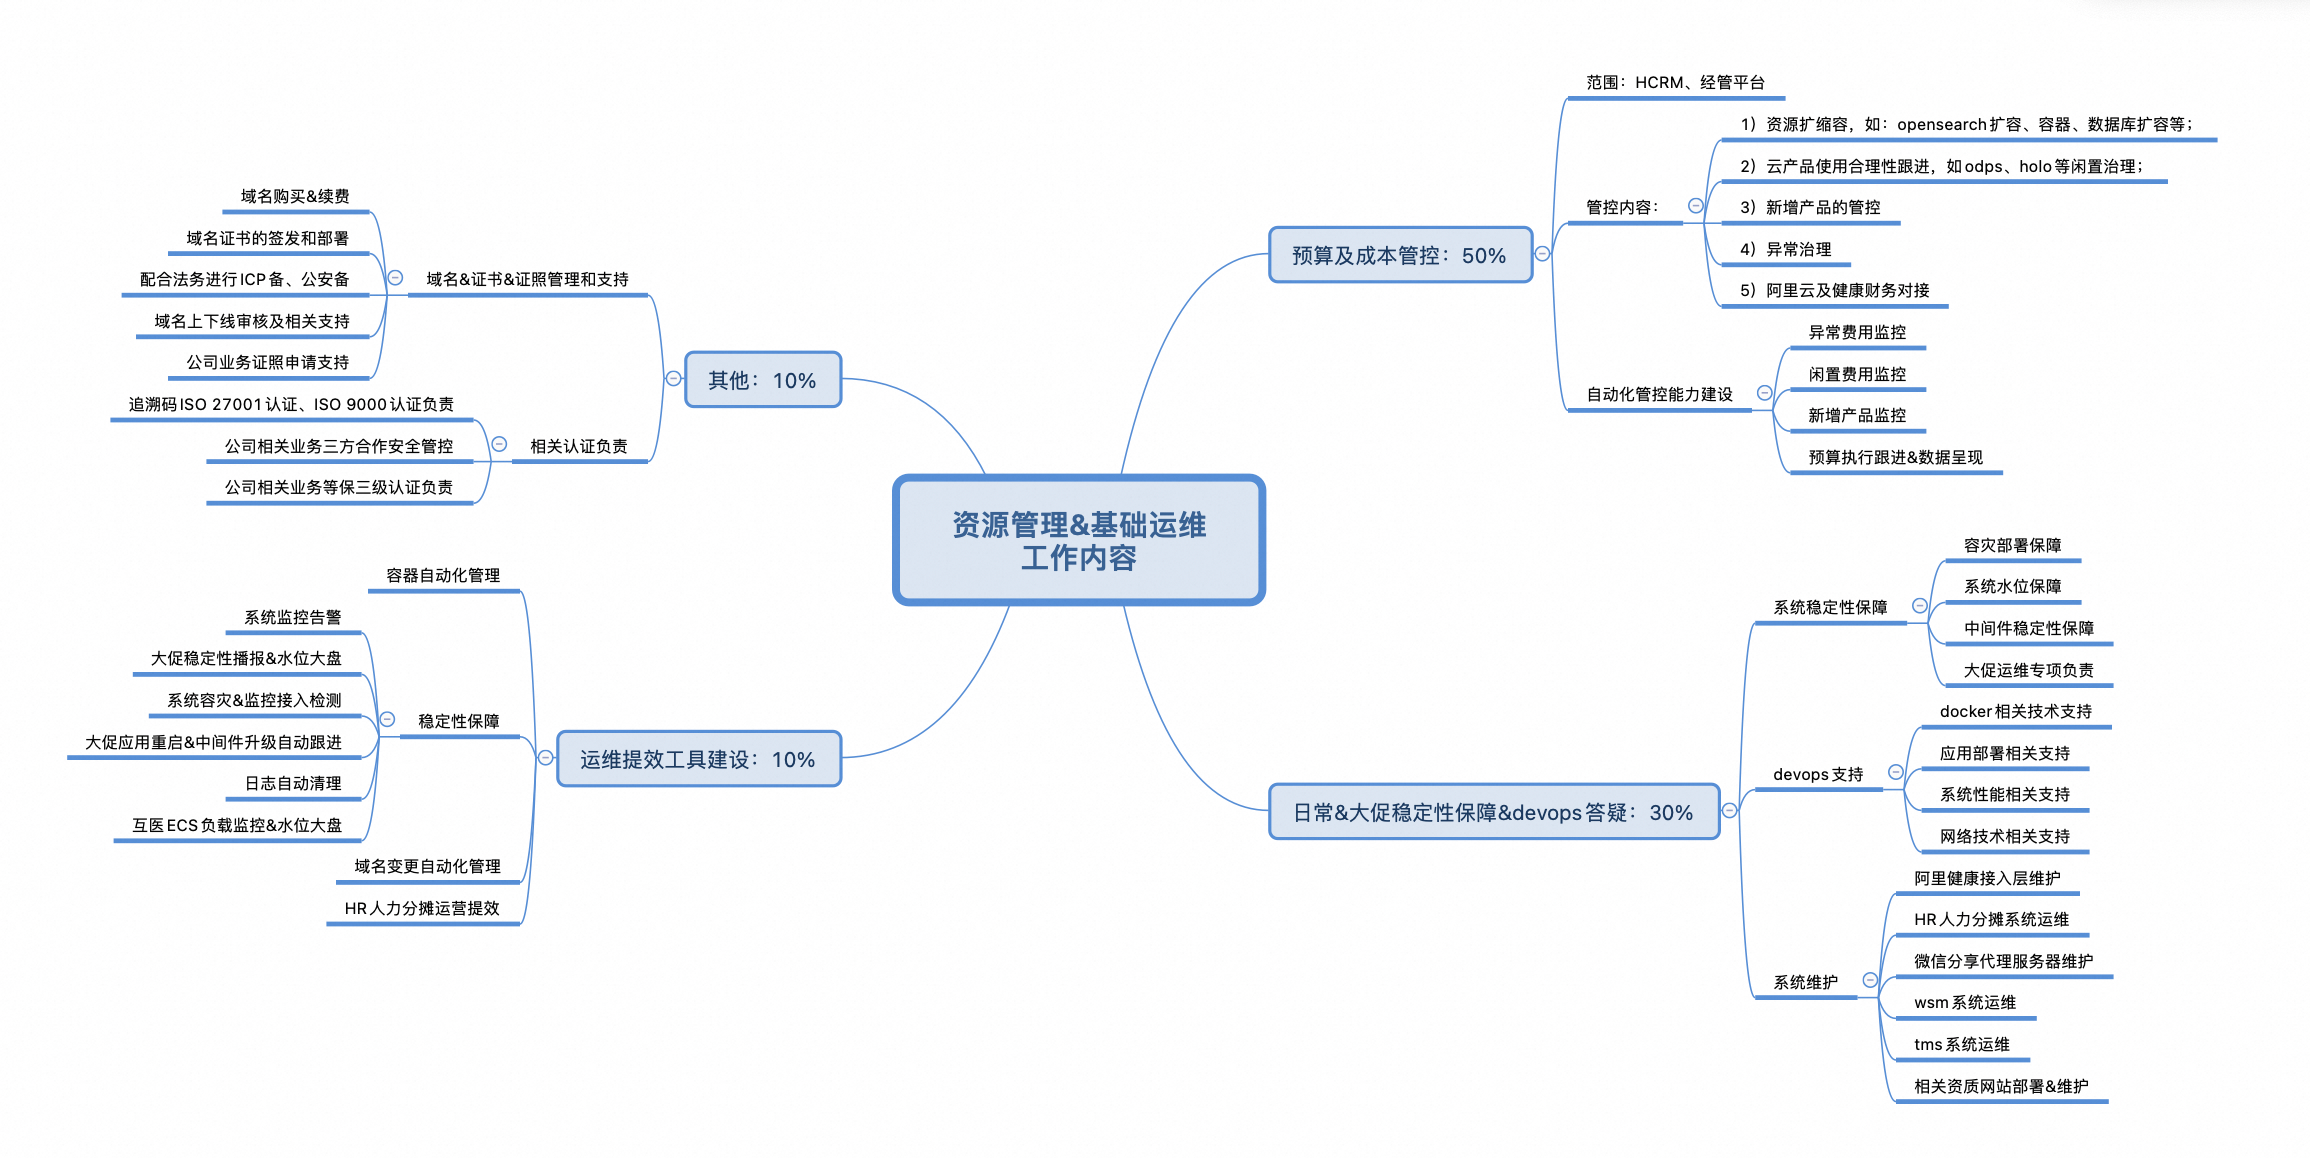 资源管理&基础运维
工作内容
预算及成本管控：50%
范围：HCRM、经管平台
管控内容：
1）资源扩缩容，如：opensearch扩容、容器、数据库扩容等；
2）云产品使用合理性跟进，如odps、holo等闲置治理；
3）新增产品的管控
4）异常治理
5）阿里云及健康财务对接
自动化管控能力建设
异常费用监控
闲置费用监控
新增产品监控
预算执行跟进&数据呈现
日常&大促稳定性保障&devops答疑：30%
系统稳定性保障
容灾部署保障
系统水位保障
中间件稳定性保障
大促运维专项负责
devops支持
docker相关技术支持
应用部署相关支持
系统性能相关支持
网络技术相关支持
系统维护
阿里健康接入层维护
HR人力分摊系统运维
微信分享代理服务器维护
wsm系统运维
tms系统运维
相关资质网站部署&维护
其他：10%
域名&证书&证照管理和支持
域名购买&续费
域名证书的签发和部署
配合法务进行ICP备、公安备
域名上下线审核及相关支持
公司业务证照申请支持
相关认证负责
追溯码ISO 27001认证、ISO 9000认证负责
公司相关业务三方合作安全管控
公司相关业务等保三级认证负责
运维提效工具建设：10%
容器自动化管理
稳定性保障
系统监控告警
大促稳定性播报&水位大盘
系统容灾&监控接入检测
大促应用重启&中间件升级自动跟进
日志自动清理
互医ECS负载监控&水位大盘
域名变更自动化管理
HR人力分摊运营提效